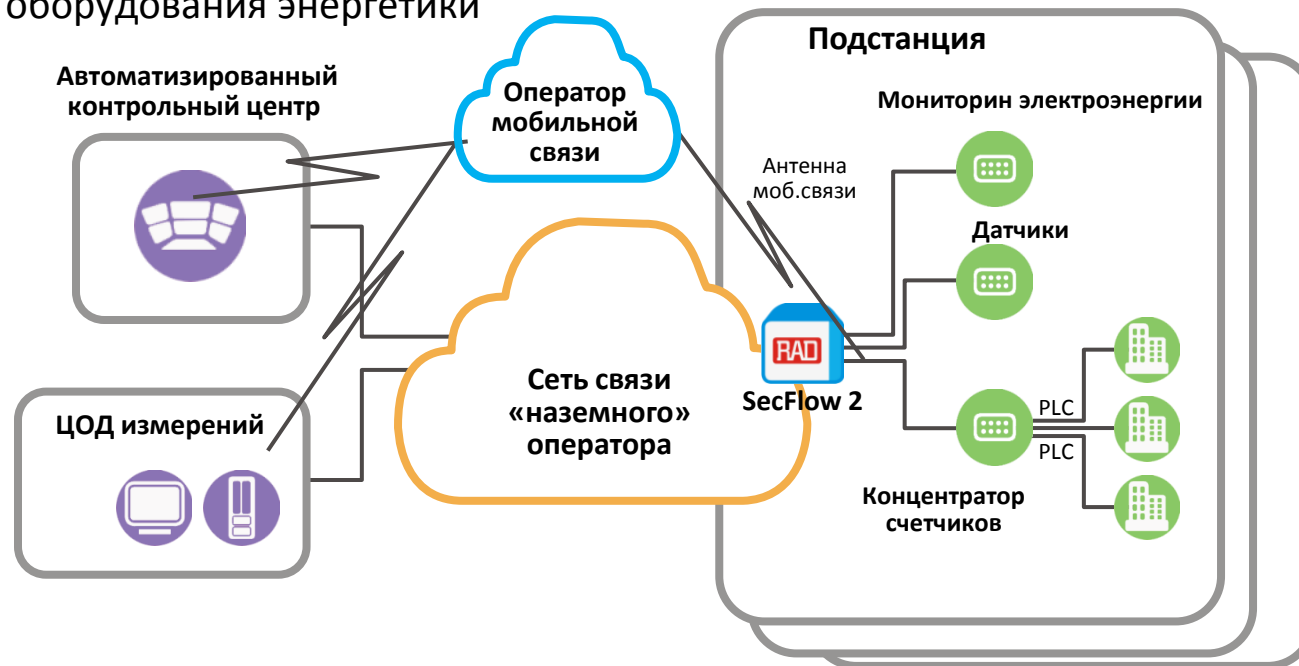 оборудования энергетики
Автоматизированный
контрольный центр
Оператор
мобильной
связи
Подстанция
Мониторин электроэнергии
Антенна
моб.связи
Датчики
RAD
SecFlow 2
Сеть связи
«наземного»
оператора
ЦОД измерений
PLC
PLC
Концентратор
счетчиков